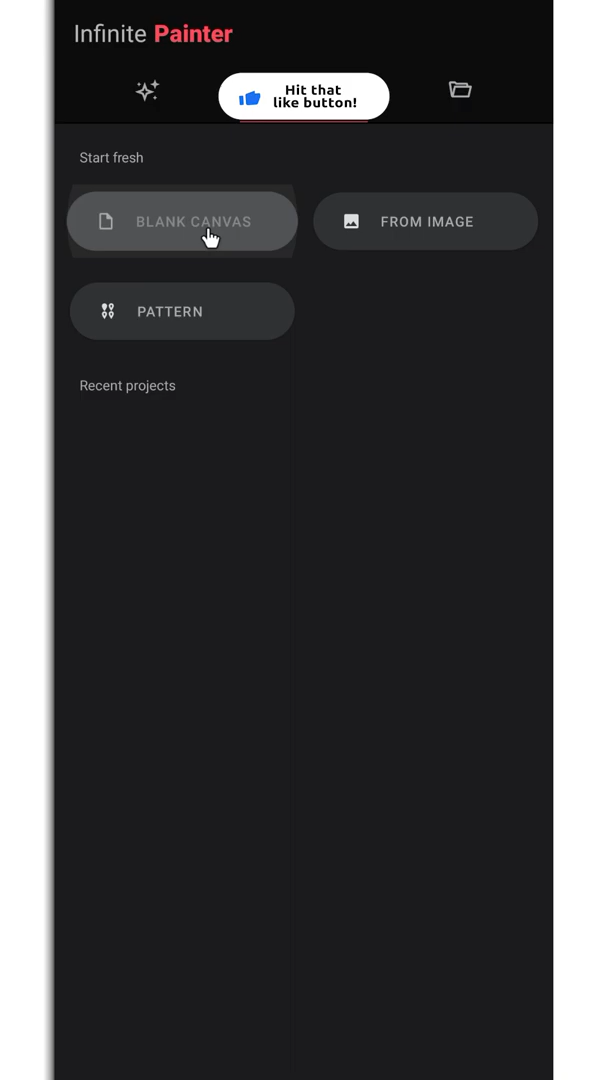 Infinite Painter
Hit that
like button!
Start fresh
BLANK CANVAS
FROM IMAGE
PATTERN
Recent projects